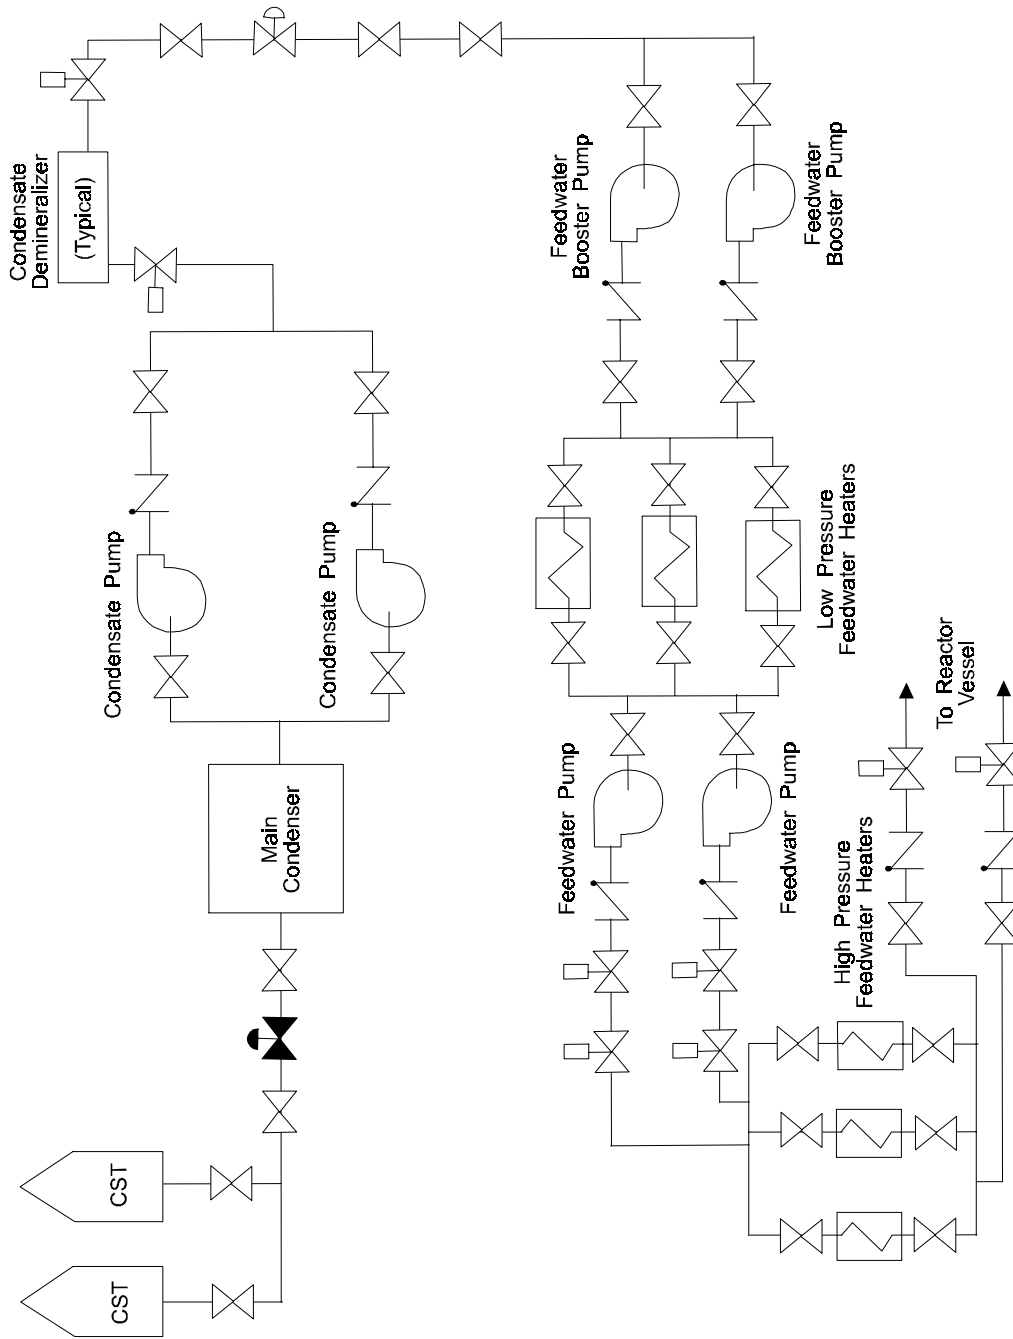 CST
CST
Main
Condenser
Condensate Pump
Condensate Pump
Condensate
Demineralizer
(Typical)
Feedwater
Booster Pump
Feedwater
Booster Pump
Low Pressure
Feedwater Heaters
Feedwater Pump
Feedwater Pump
High Pressure
Feedwater Heaters
To Reactor
Vessel